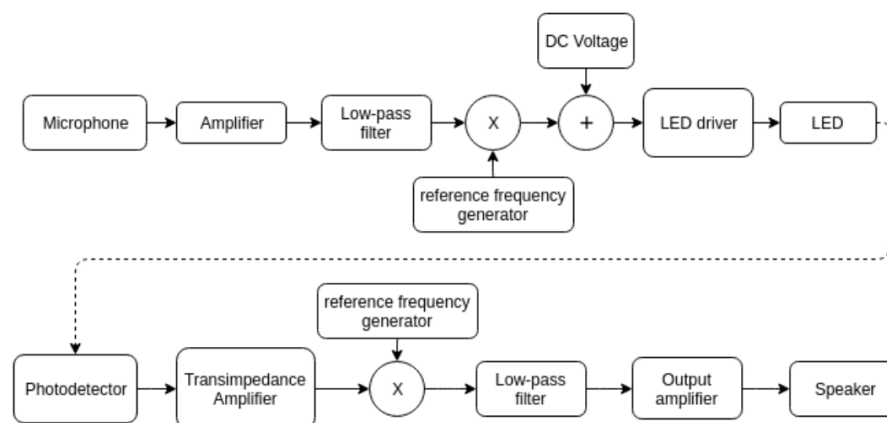 DC Voltage
Microphone
Amplifier
Low-pass
filter
X
+
LED driver
LED
reference frequency
generator
reference frequency
generator
Photodetector
Transimpedance
Amplifier
X
Low-pass
filter
Output
amplifier
Speaker